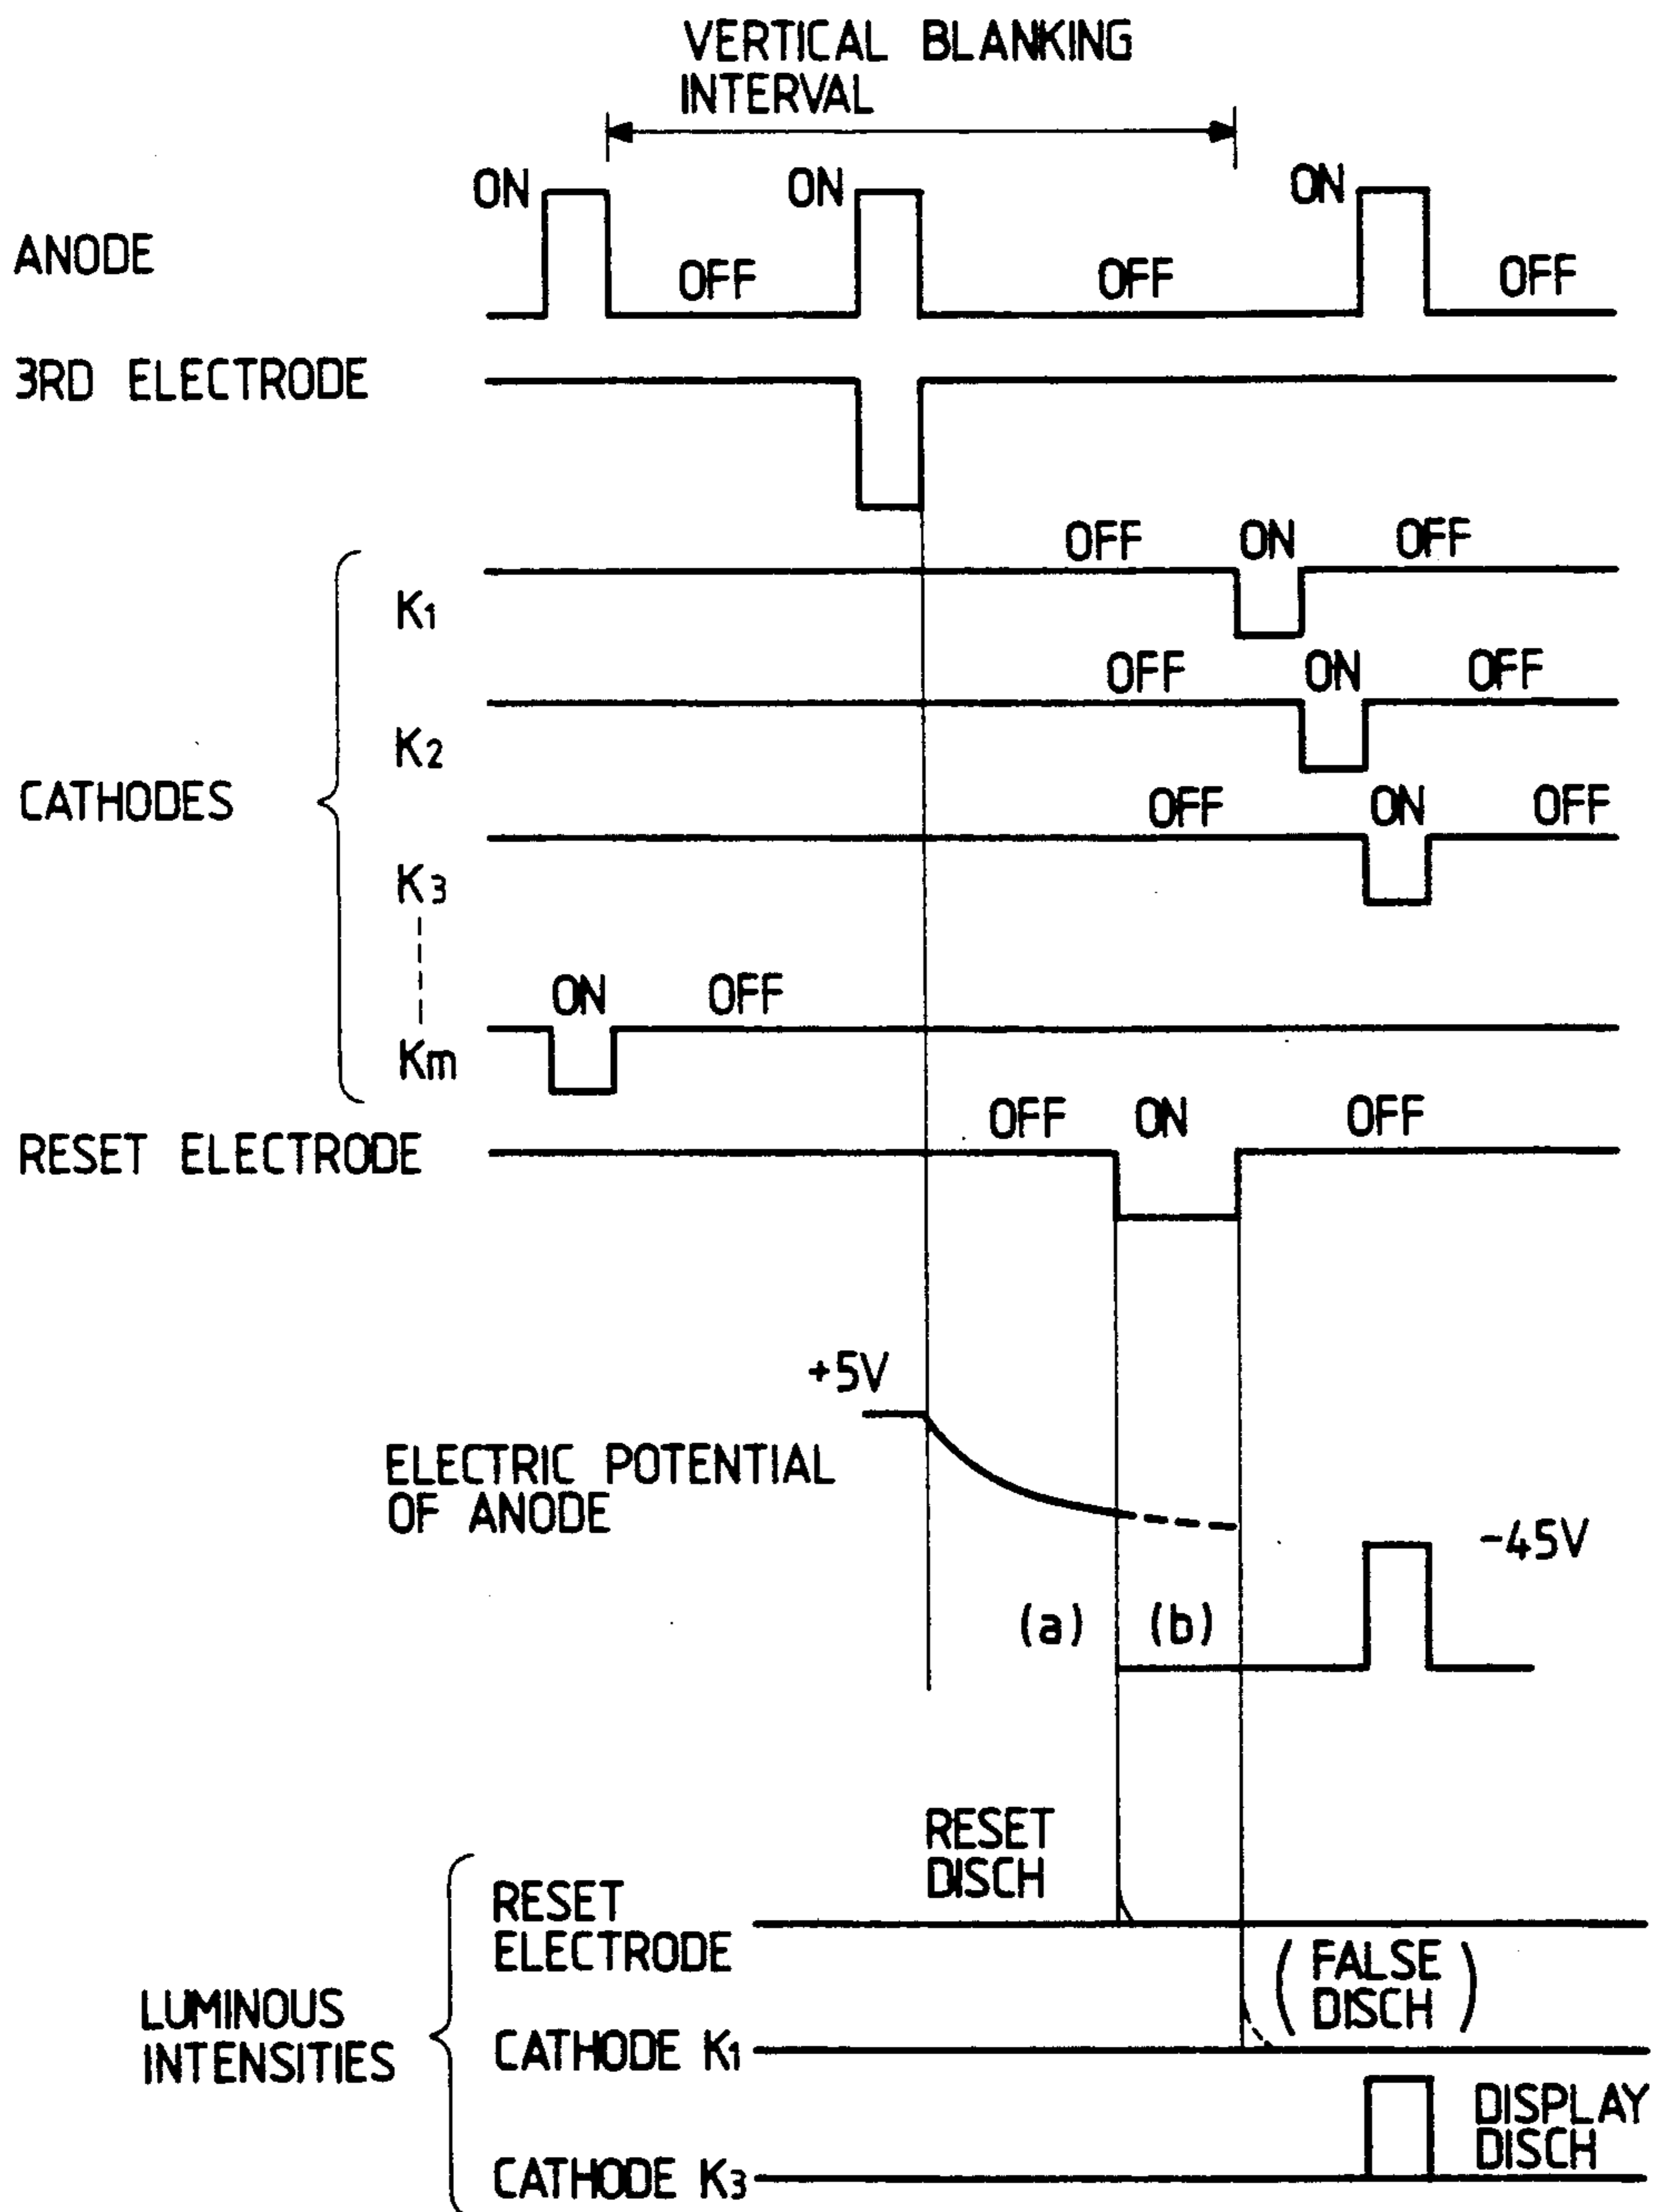 VERTICAL BLANKING
INTERVAL
ON ON ON
ANODE
OFF OFF OFF
3RD ELECTRODE
OFF ON OFF
K1
OFF ON OFF
K2
CATHODES
OFF ON OFF
K3
ON OFF
Km
OFF ON OFF
RESET ELECTRODE
+5V
ELECTRIC POTENTIAL
OF ANODE
-45V
(a) (b)
RESET
DISCH
RESET
ELECTRODE
(FALSE
DISCH)
LUMINOUS
INTENSITIES
CATHODE K1
DISPLAY
DISCH
CATHODE K3